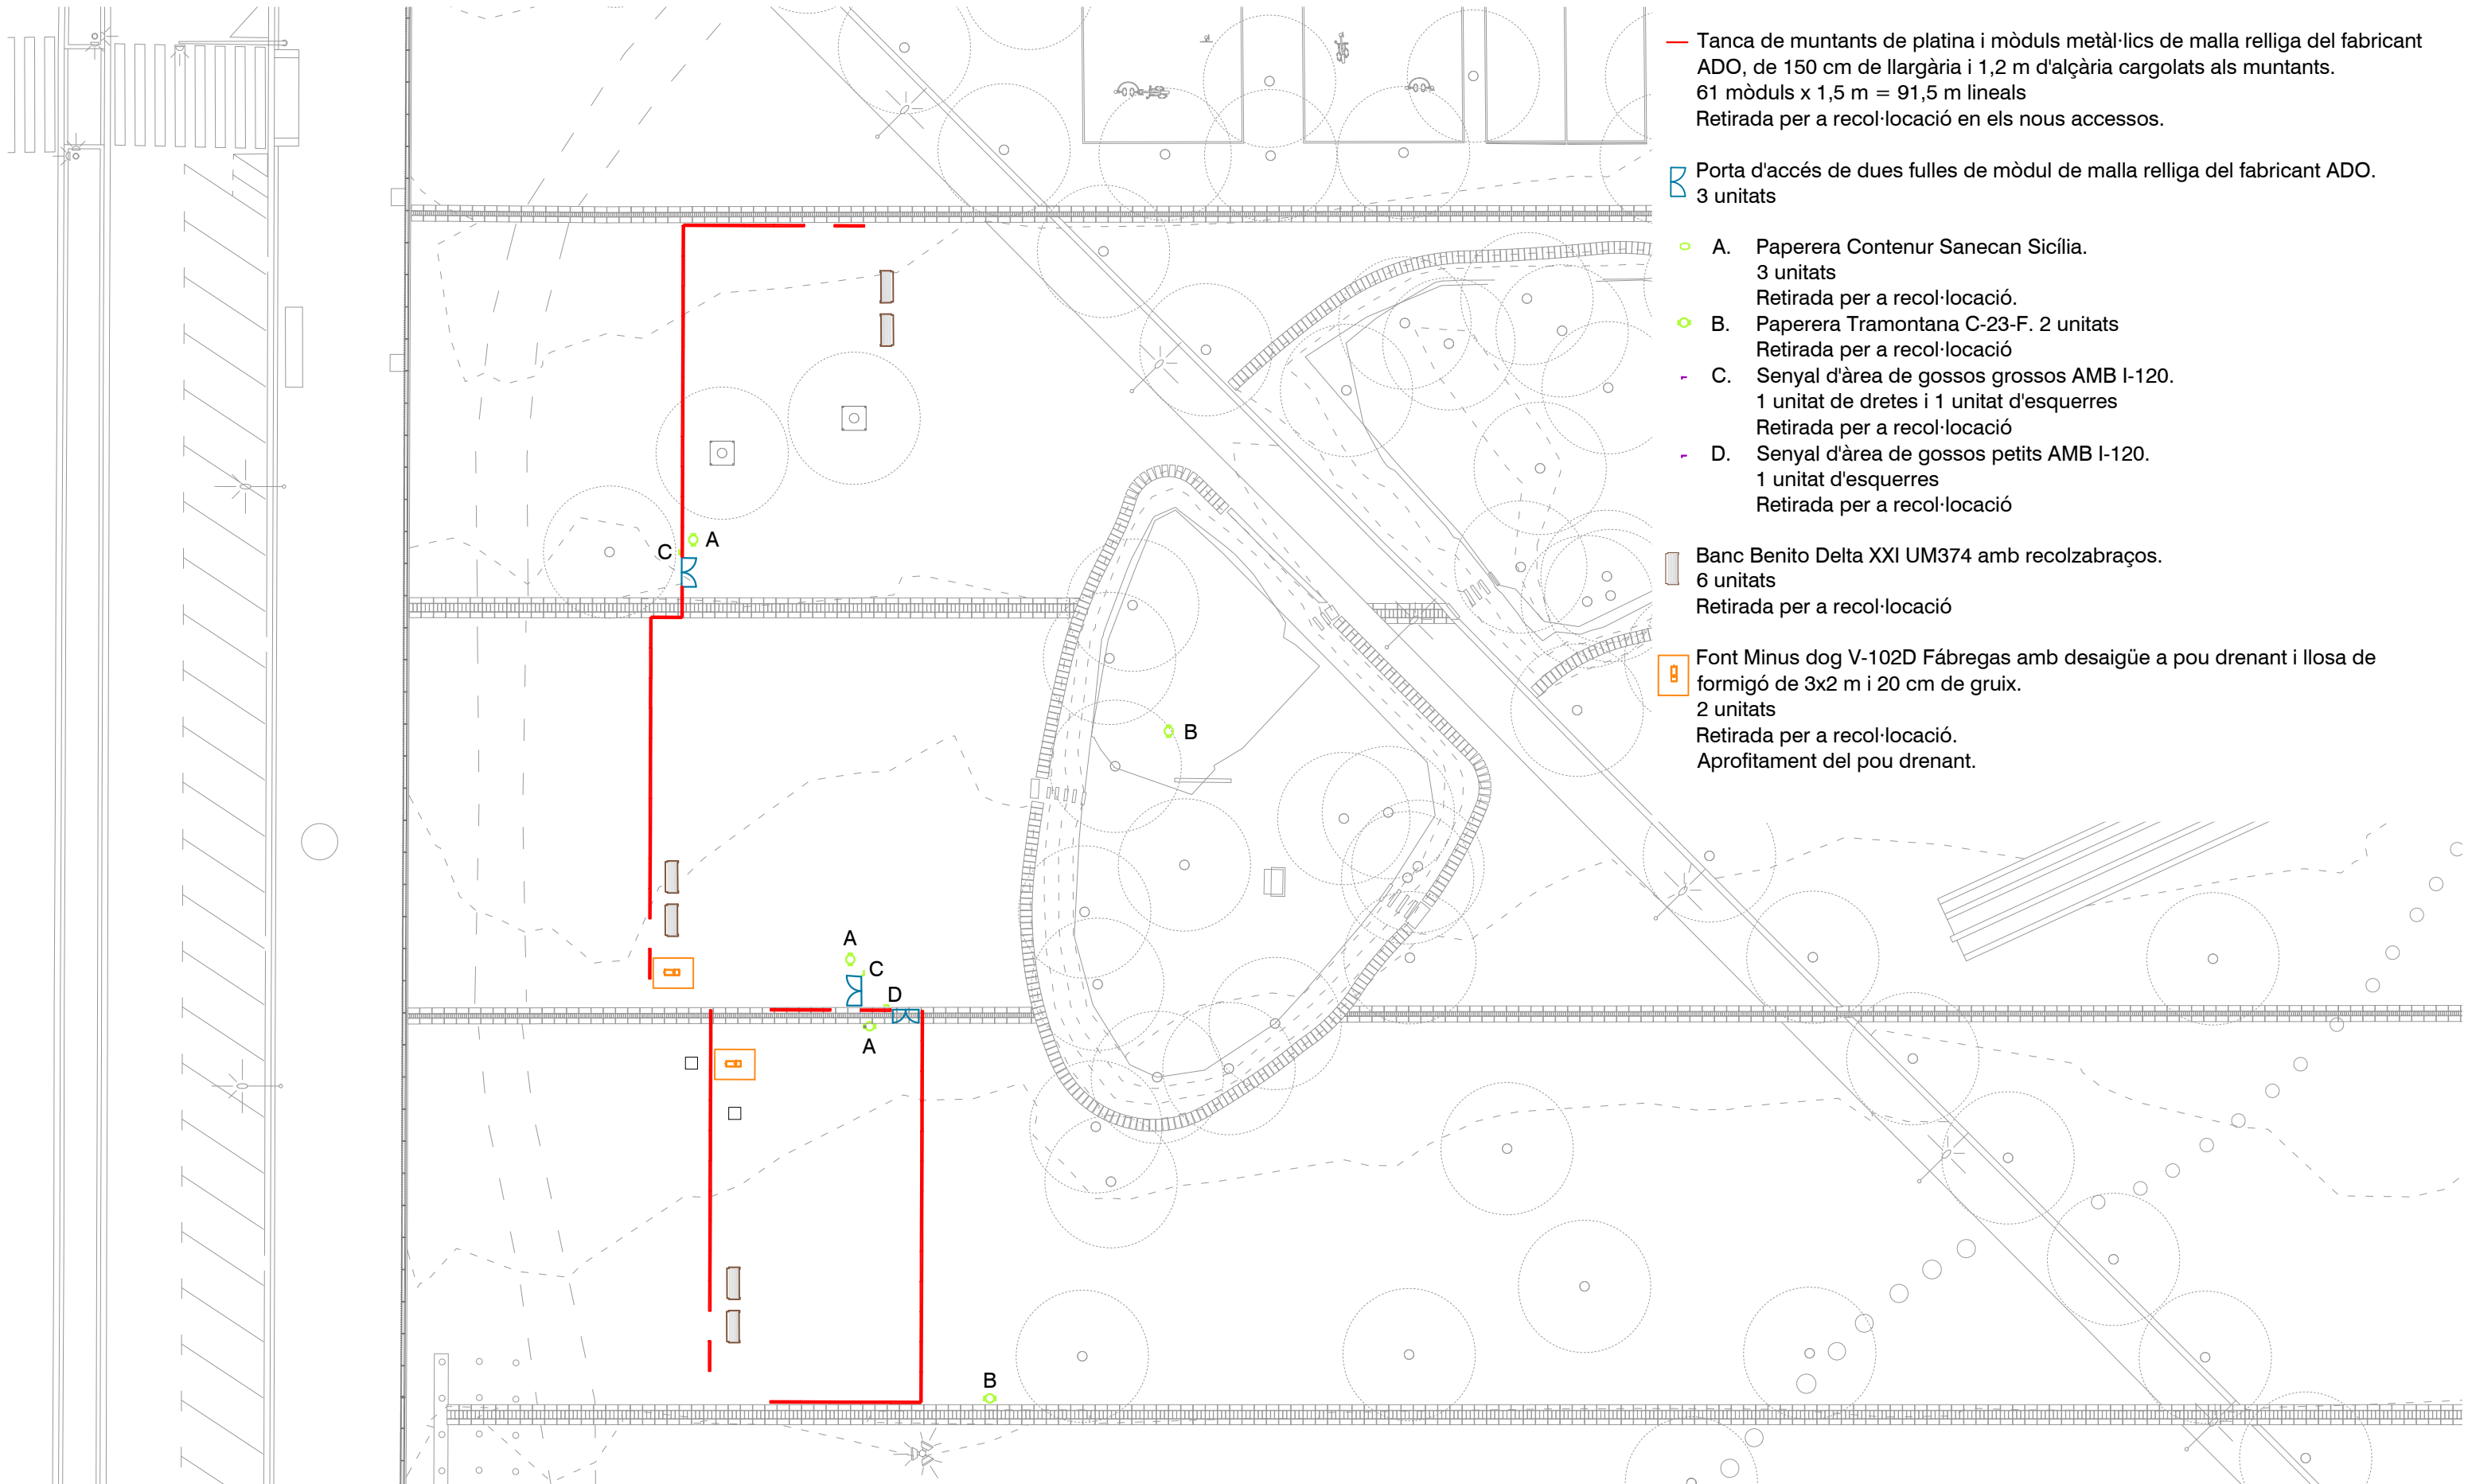 Tanca de muntants de platina i mòduls metàl·lics de malla relliga del fabricant
ADO, de 150 cm de llargària i 1,2 m d'alçària cargolats als muntants.
61 mòduls x 1,5 m = 91,5 m lineals
Retirada per a recol·locació en els nous accessos.
Porta d'accés de dues fulles de mòdul de malla relliga del fabricant ADO.
3 unitats
A. Paperera Contenur Sanecan Sicília.
3 unitats
Retirada per a recol·locació.
B. Paperera Tramontana C-23-F. 2 unitats
Retirada per a recol·locació
C. Senyal d'àrea de gossos grossos AMB I-120.
1 unitat de dretes i 1 unitat d'esquerres
Retirada per a recol·locació
D. Senyal d'àrea de gossos petits AMB I-120.
1 unitat d'esquerres
Retirada per a recol·locació
Banc Benito Delta XXI UM374 amb recolzabraços.
6 unitats
Retirada per a recol·locació
Font Minus dog V-102D Fábregas amb desaigüe a pou drenant i llosa de
formigó de 3x2 m i 20 cm de gruix.
2 unitats
Retirada per a recol·locació.
Aprofitament del pou drenant.
A
C
B
A
C
D
A
B